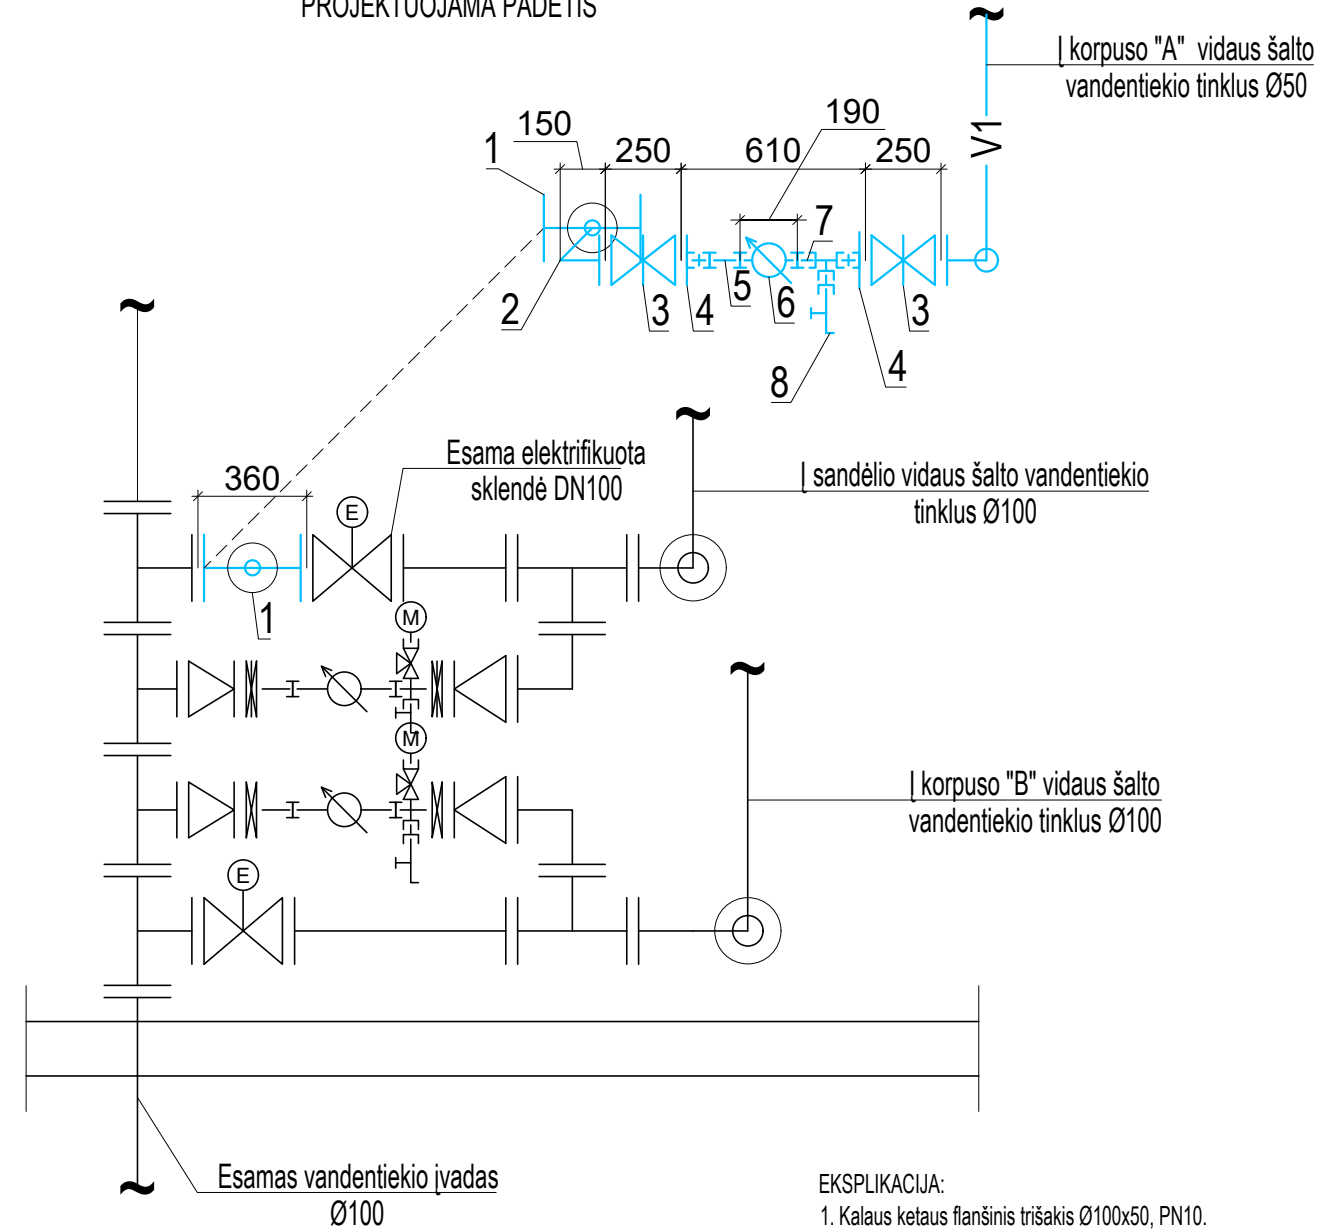 PROJEKTUOJAMA PADĖTIS
Į korpuso "A" vidaus šalto
vandentiekio tinklus Ø50
V1
190
150
250
610
250
1
7
2
3
4
5
6
3
8
4
Esama elektrifikuota
sklendė DN100
360
E
Į sandėlio vidaus šalto vandentiekio
tinklus Ø100
1
M
M
Į korpuso "B" vidaus šalto
vandentiekio tinklus Ø100
E
Esamas vandentiekio įvadas
Ø100
EKSPLIKACIJA:
1. Kalaus ketaus flanšinis trišakis Ø100x50, PN10.